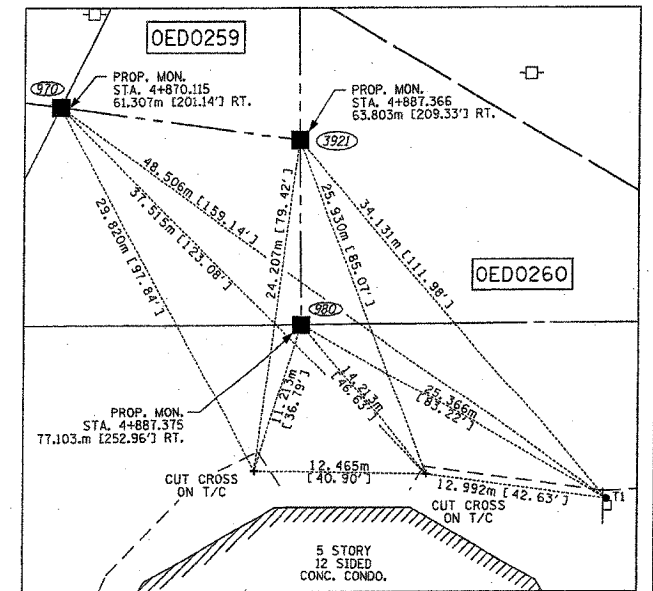 OED0259
970
PROP. MON.
STA. 4+870.115
61.307m [201.14'] RT.
PROP. MON.
STA. 4+887.366
63.803m [209.33'] RT.
3921
48.506m [159.14']
37.515m [123.08']
29.820m [97.84']
24.207m [79.42']
25.930m [85.07']
34.131m [111.98']
OED0260
980
PROP. MON.
STA. 4+887.375
77.103.m [252.96'] RT.
11.213m
[36.79']
14.213m
[46.63']
25.366m
[83.22']
12.465m
[40.90']
12.992m [42.63']
T1
CUT CROSS
ON T/C
CUT CROSS
ON T/C
5 STORY
12 SIDED
CONC. CONDO.